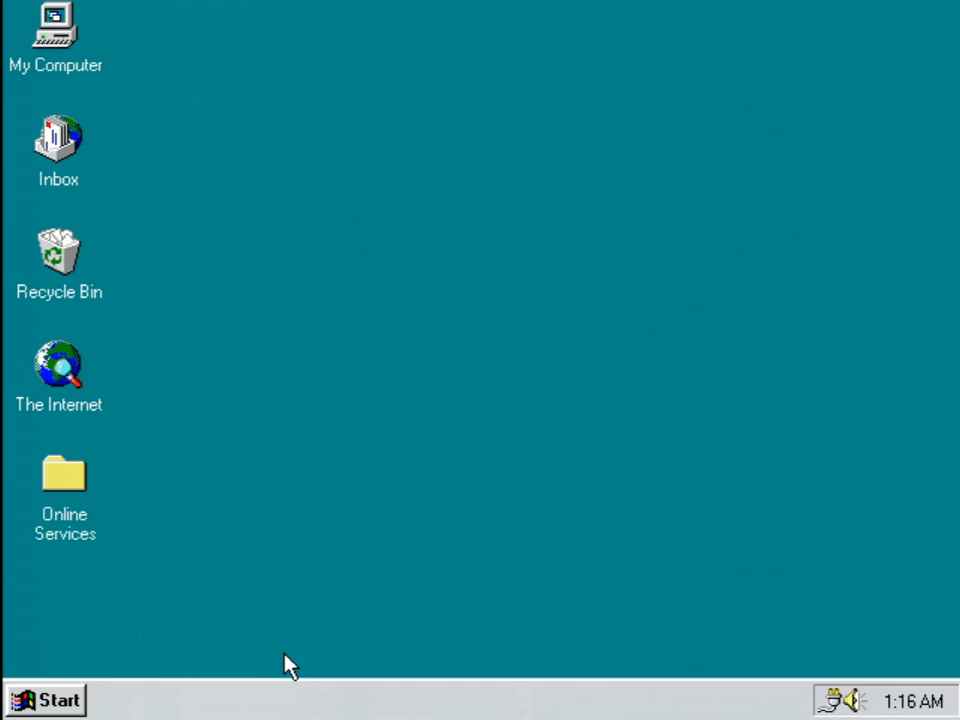 My Computer
Inbox
Recycle Bin
The Internet
Online
Services
Start
1:16 AM